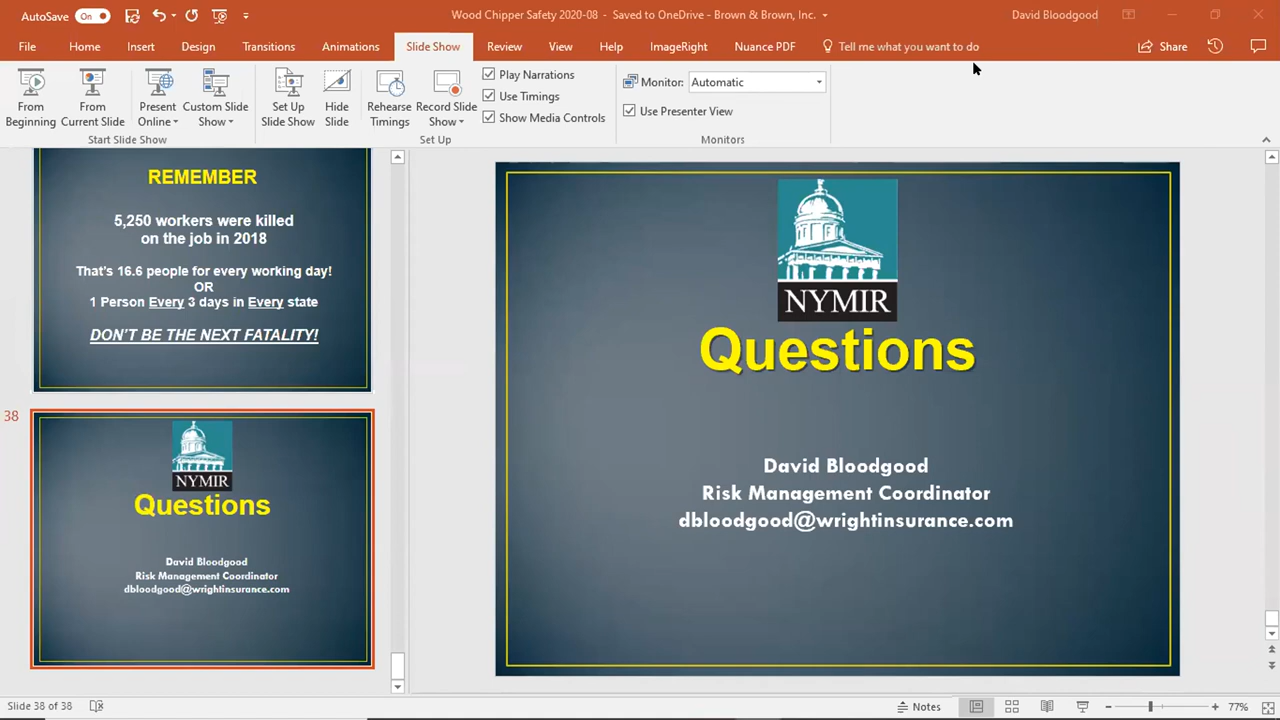 AutoSave On
Wood Chipper Safety 2020-08 - Saved to OneDrive - Brown & Brown, Inc.
David Bloodgood
File Home Insert Design Transitions Animations Slide Show Review View Help ImageRight Nuance PDF Tell me what you want to do Share
From Beginning
From Current Slide
Present Online
Custom Slide Show
Start Slide Show
Set Up Slide Show
Hide Slide
Rehearse Timings
Record Slide Show
Play Narrations
Use Timings
Show Media Controls
Set Up
Monitor: Automatic
Use Presenter View
Monitors
REMEMBER
5,250 workers were killed
on the job in 2018
That's 16.6 people for every working day!
OR
1 Person Every 3 days in Every state
DON'T BE THE NEXT FATALITY!
38
NYMIR
Questions
David Bloodgood
Risk Management Coordinator
dbloodgood@wrightinsurance.com
NYMIR
Questions
David Bloodgood
Risk Management Coordinator
dbloodgood@wrightinsurance.com
Slide 38 of 38
Notes
77%